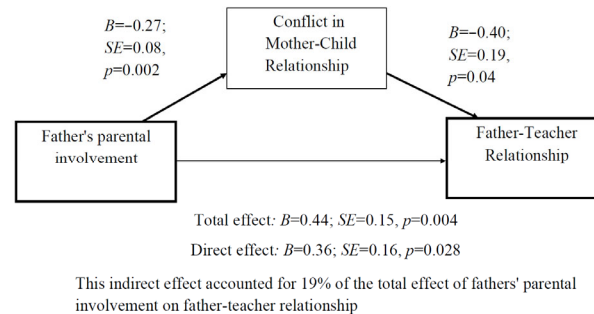 B=−0.27;
SE=0.08,
p=0.002
Conflict in
Mother-Child
Relationship
B=−0.40;
SE=0.19,
p=0.04
Father's parental
involvement
Father-Teacher
Relationship
Total effect: B=0.44; SE=0.15, p=0.004
Direct effect: B=0.36; SE=0.16, p=0.028
This indirect effect accounted for 19% of the total effect of fathers' parental
involvement on father-teacher relationship